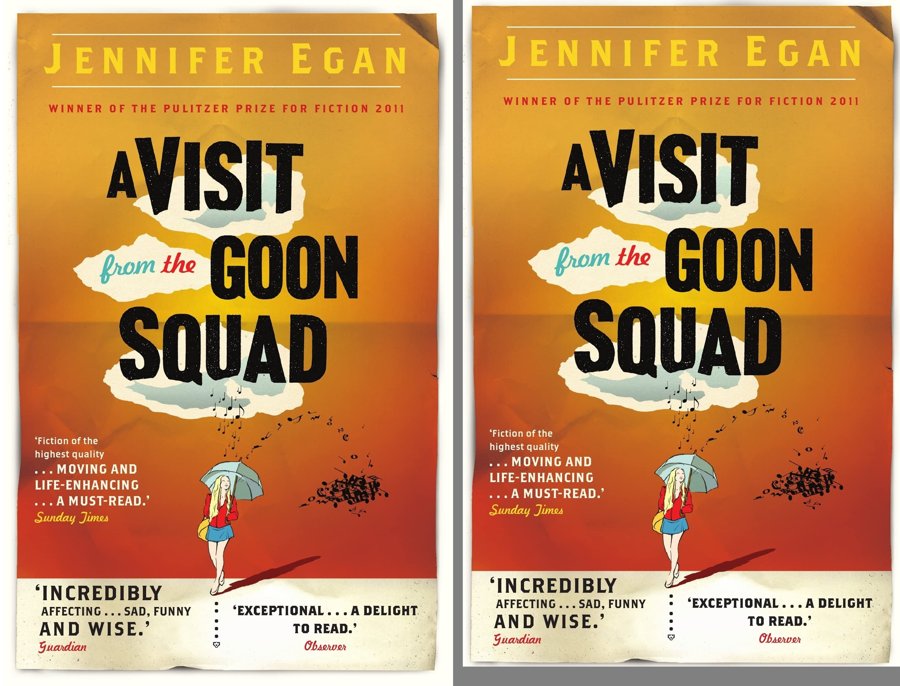 JENNIFER EGAN
WINNER OF THE PULITZER PRIZE FOR FICTION 2011
A VISIT
from the GOON
SQUAD
'Fiction of the
highest quality
...MOVING AND
LIFE-ENHANCING
...A MUST-READ.'
Sunday Times
'INCREDIBLY
AFFECTING...SAD, FUNNY
AND WISE.'
Guardian
'EXCEPTIONAL...A DELIGHT
TO READ.'
Observer
JENNIFER EGAN
WINNER OF THE PULITZER PRIZE FOR FICTION 2011
A VISIT
from the GOON
SQUAD
'Fiction of the
highest quality
...MOVING AND
LIFE-ENHANCING
...A MUST-READ.'
Sunday Times
'INCREDIBLY
AFFECTING...SAD, FUNNY
AND WISE.'
Guardian
'EXCEPTIONAL...A DELIGHT
TO READ.'
Observer